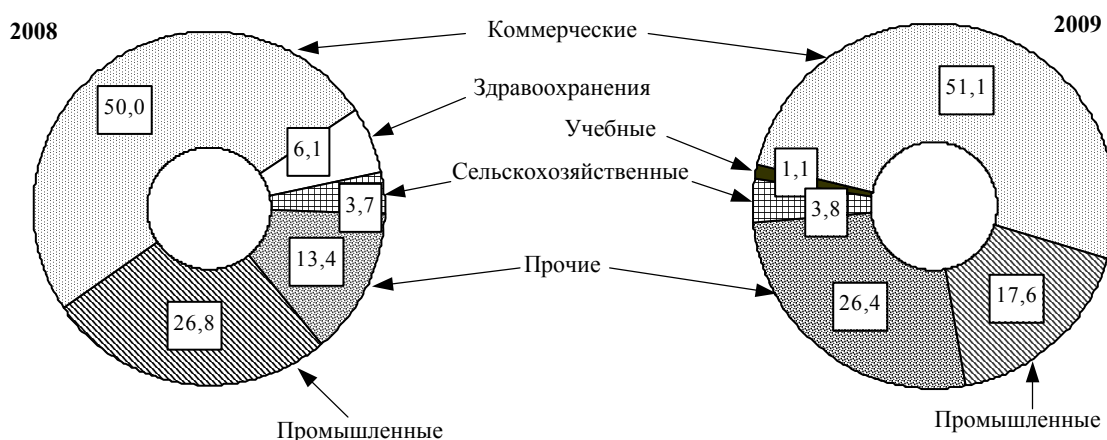 2008
Коммерческие
2009
50,0
51,1
Здравоохранения
6,1
Учебные
1,1
Сельскохозяйственные
3,7
3,8
13,4
Прочие
26,8
26,4
17,6
Промышленные
Промышленные